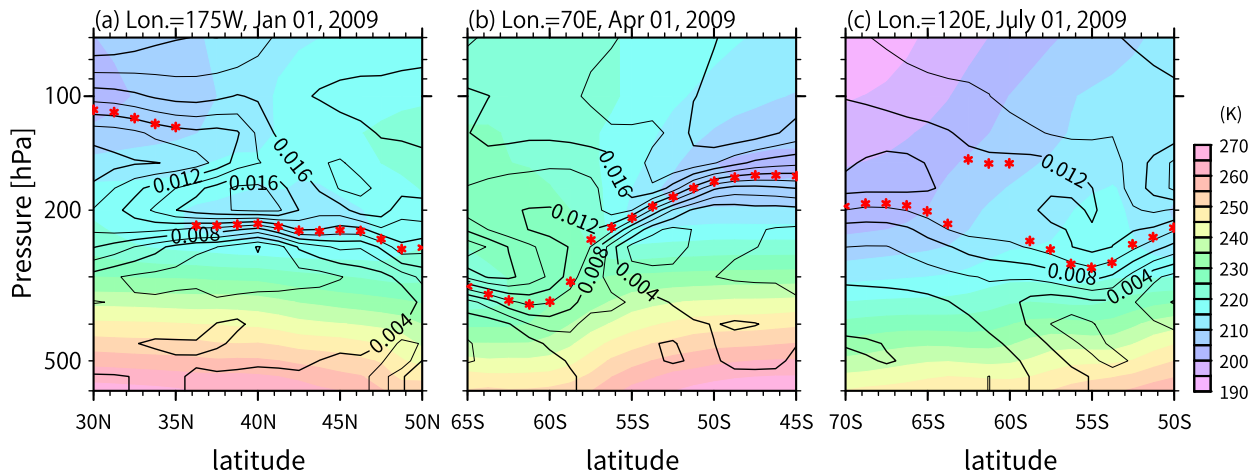 (a) Lon.=175W, Jan 01, 2009
(b) Lon.=70E, Apr 01, 2009
(c) Lon.=120E, July 01, 2009
Pressure [hPa]
100
200
500
0.016
0.012
0.016
0.008
0.004
30N 35N 40N 45N 50N
latitude
0.016
0.012
0.008
0.004
65S 60S 55S 50S 45S
latitude
0.012
0.008
0.004
70S 65S 60S 55S 50S
latitude
(K)
270
260
250
240
230
220
210
200
190